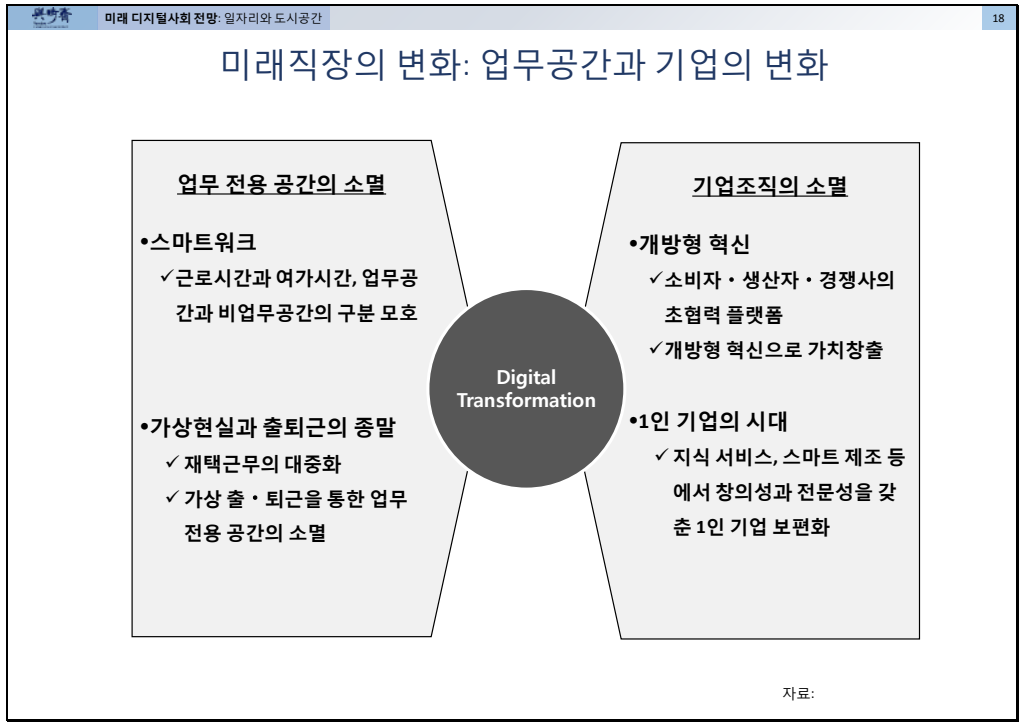 미래 디지털사회 전망: 일자리와 도시공간
18
미래직장의 변화: 업무공간과 기업의 변화
업무 전용 공간의 소멸
•스마트워크
✓근로시간과 여가시간, 업무공
간과 비업무공간의 구분 모호
•가상현실과 출퇴근의 종말
✓재택근무의 대중화
✓가상 출·퇴근을 통한 업무
전용 공간의 소멸
Digital
Transformation
기업조직의 소멸
•개방형 혁신
✓소비자·생산자·경쟁사의
초협력 플랫폼
✓개방형 혁신으로 가치창출
•1인 기업의 시대
✓지식 서비스, 스마트 제조 등
에서 창의성과 전문성을 갖
춘 1인 기업 보편화
자료: